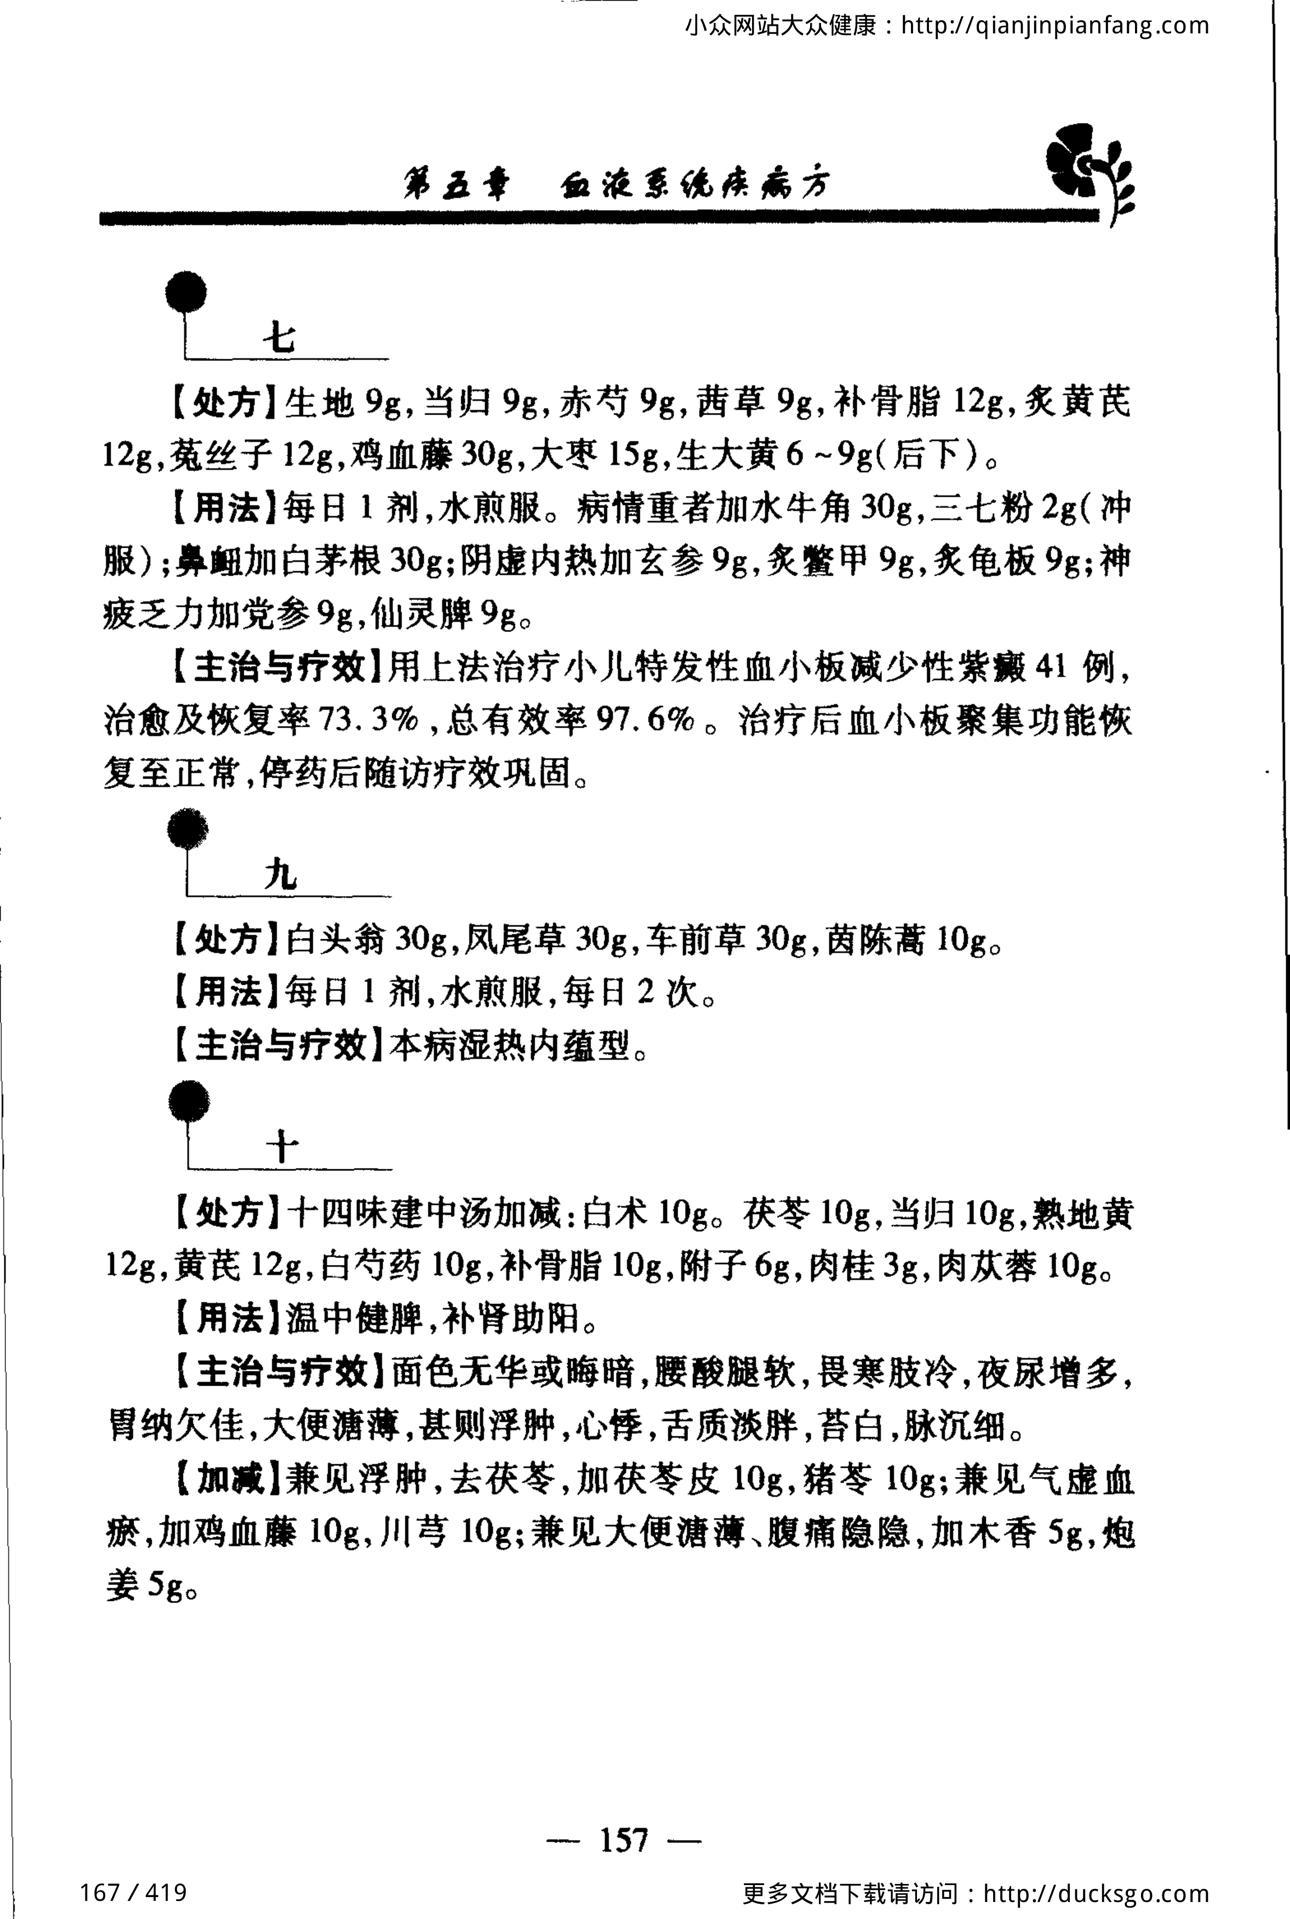 小众网站大众健康：http://qianjinpianfang.com
第五章 血液系统疾病方
七
【处方】生地 9g,当归 9g,赤芍 9g,茜草 9g,补骨脂 12g,炙黄芪
12g,菟丝子 12g,鸡血藤 30g,大枣 15g,生大黄 6~9g(后下)。
【用法】每日 1 剂,水煎服。病情重者加水牛角 30g,三七粉 2g(冲
服);鼻衄加白茅根 30g;阴虚内热加玄参 9g,炙鳖甲 9g,炙龟板 9g;神
疲乏力加党参 9g,仙灵脾 9g。
【主治与疗效】用上法治疗小儿特发性血小板减少性紫癜 41 例,
治愈及恢复率 73.3%,总有效率 97.6%。治疗后血小板聚集功能恢
复至正常,停药后随访疗效巩固。
九
【处方】白头翁 30g,凤尾草 30g,车前草 30g,茵陈蒿 10g。
【用法】每日 1 剂,水煎服,每日 2 次。
【主治与疗效】本病湿热内蕴型。
十
【处方】十四味建中汤加减:白术 10g。茯苓 10g,当归 10g,熟地黄
12g,黄芪 12g,白芍药 10g,补骨脂 10g,附子 6g,肉桂 3g,肉苁蓉 10g。
【用法】温中健脾,补肾助阳。
【主治与疗效】面色无华或晦暗,腰酸腿软,畏寒肢冷,夜尿增多,
胃纳欠佳,大便溏薄,甚则浮肿,心悸,舌质淡胖,苔白,脉沉细。
【加减】兼见浮肿,去茯苓,加茯苓皮 10g,猪苓 10g;兼见气虚血
瘀,加鸡血藤 10g,川芎 10g;兼见大便溏薄、腹痛隐隐,加木香 5g,炮
姜 5g。
— 157 —
167 / 419
更多文档下载请访问：http://ducksgo.com